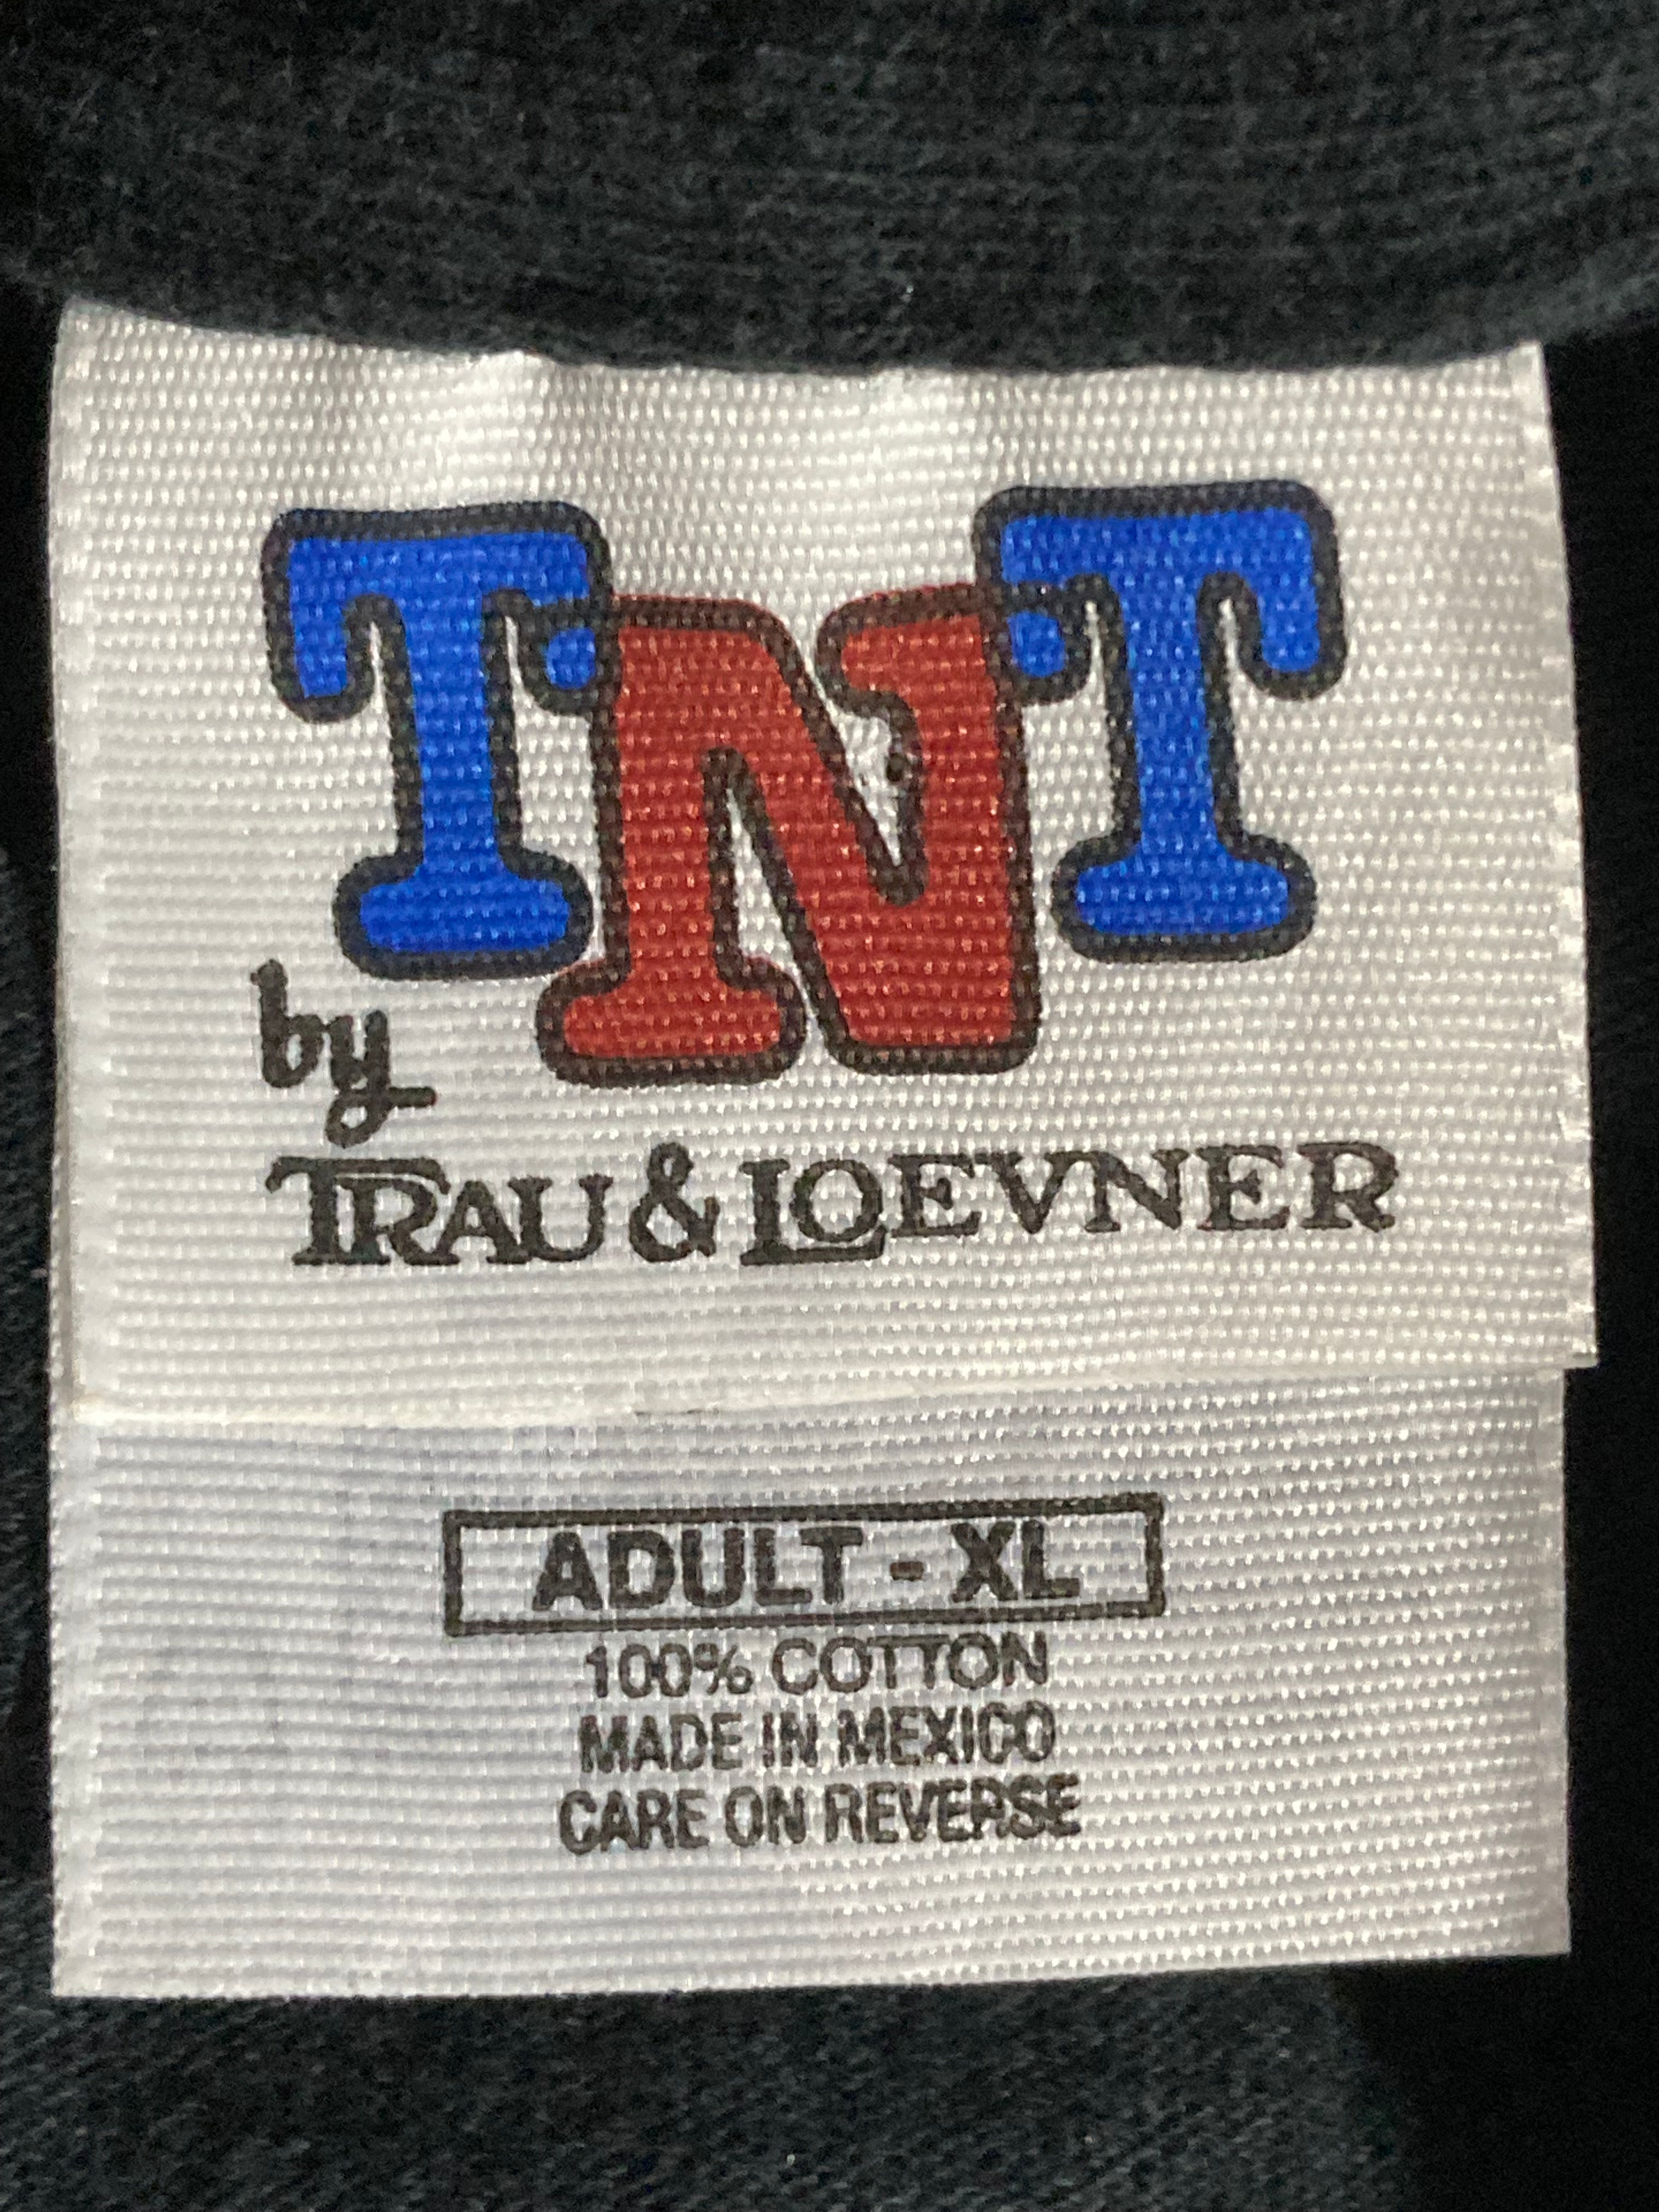 TNT
by
TRAU & LOEVNER
ADULT - XL
100% COTTON
MADE IN MEXICO
CARE ON REVERSE